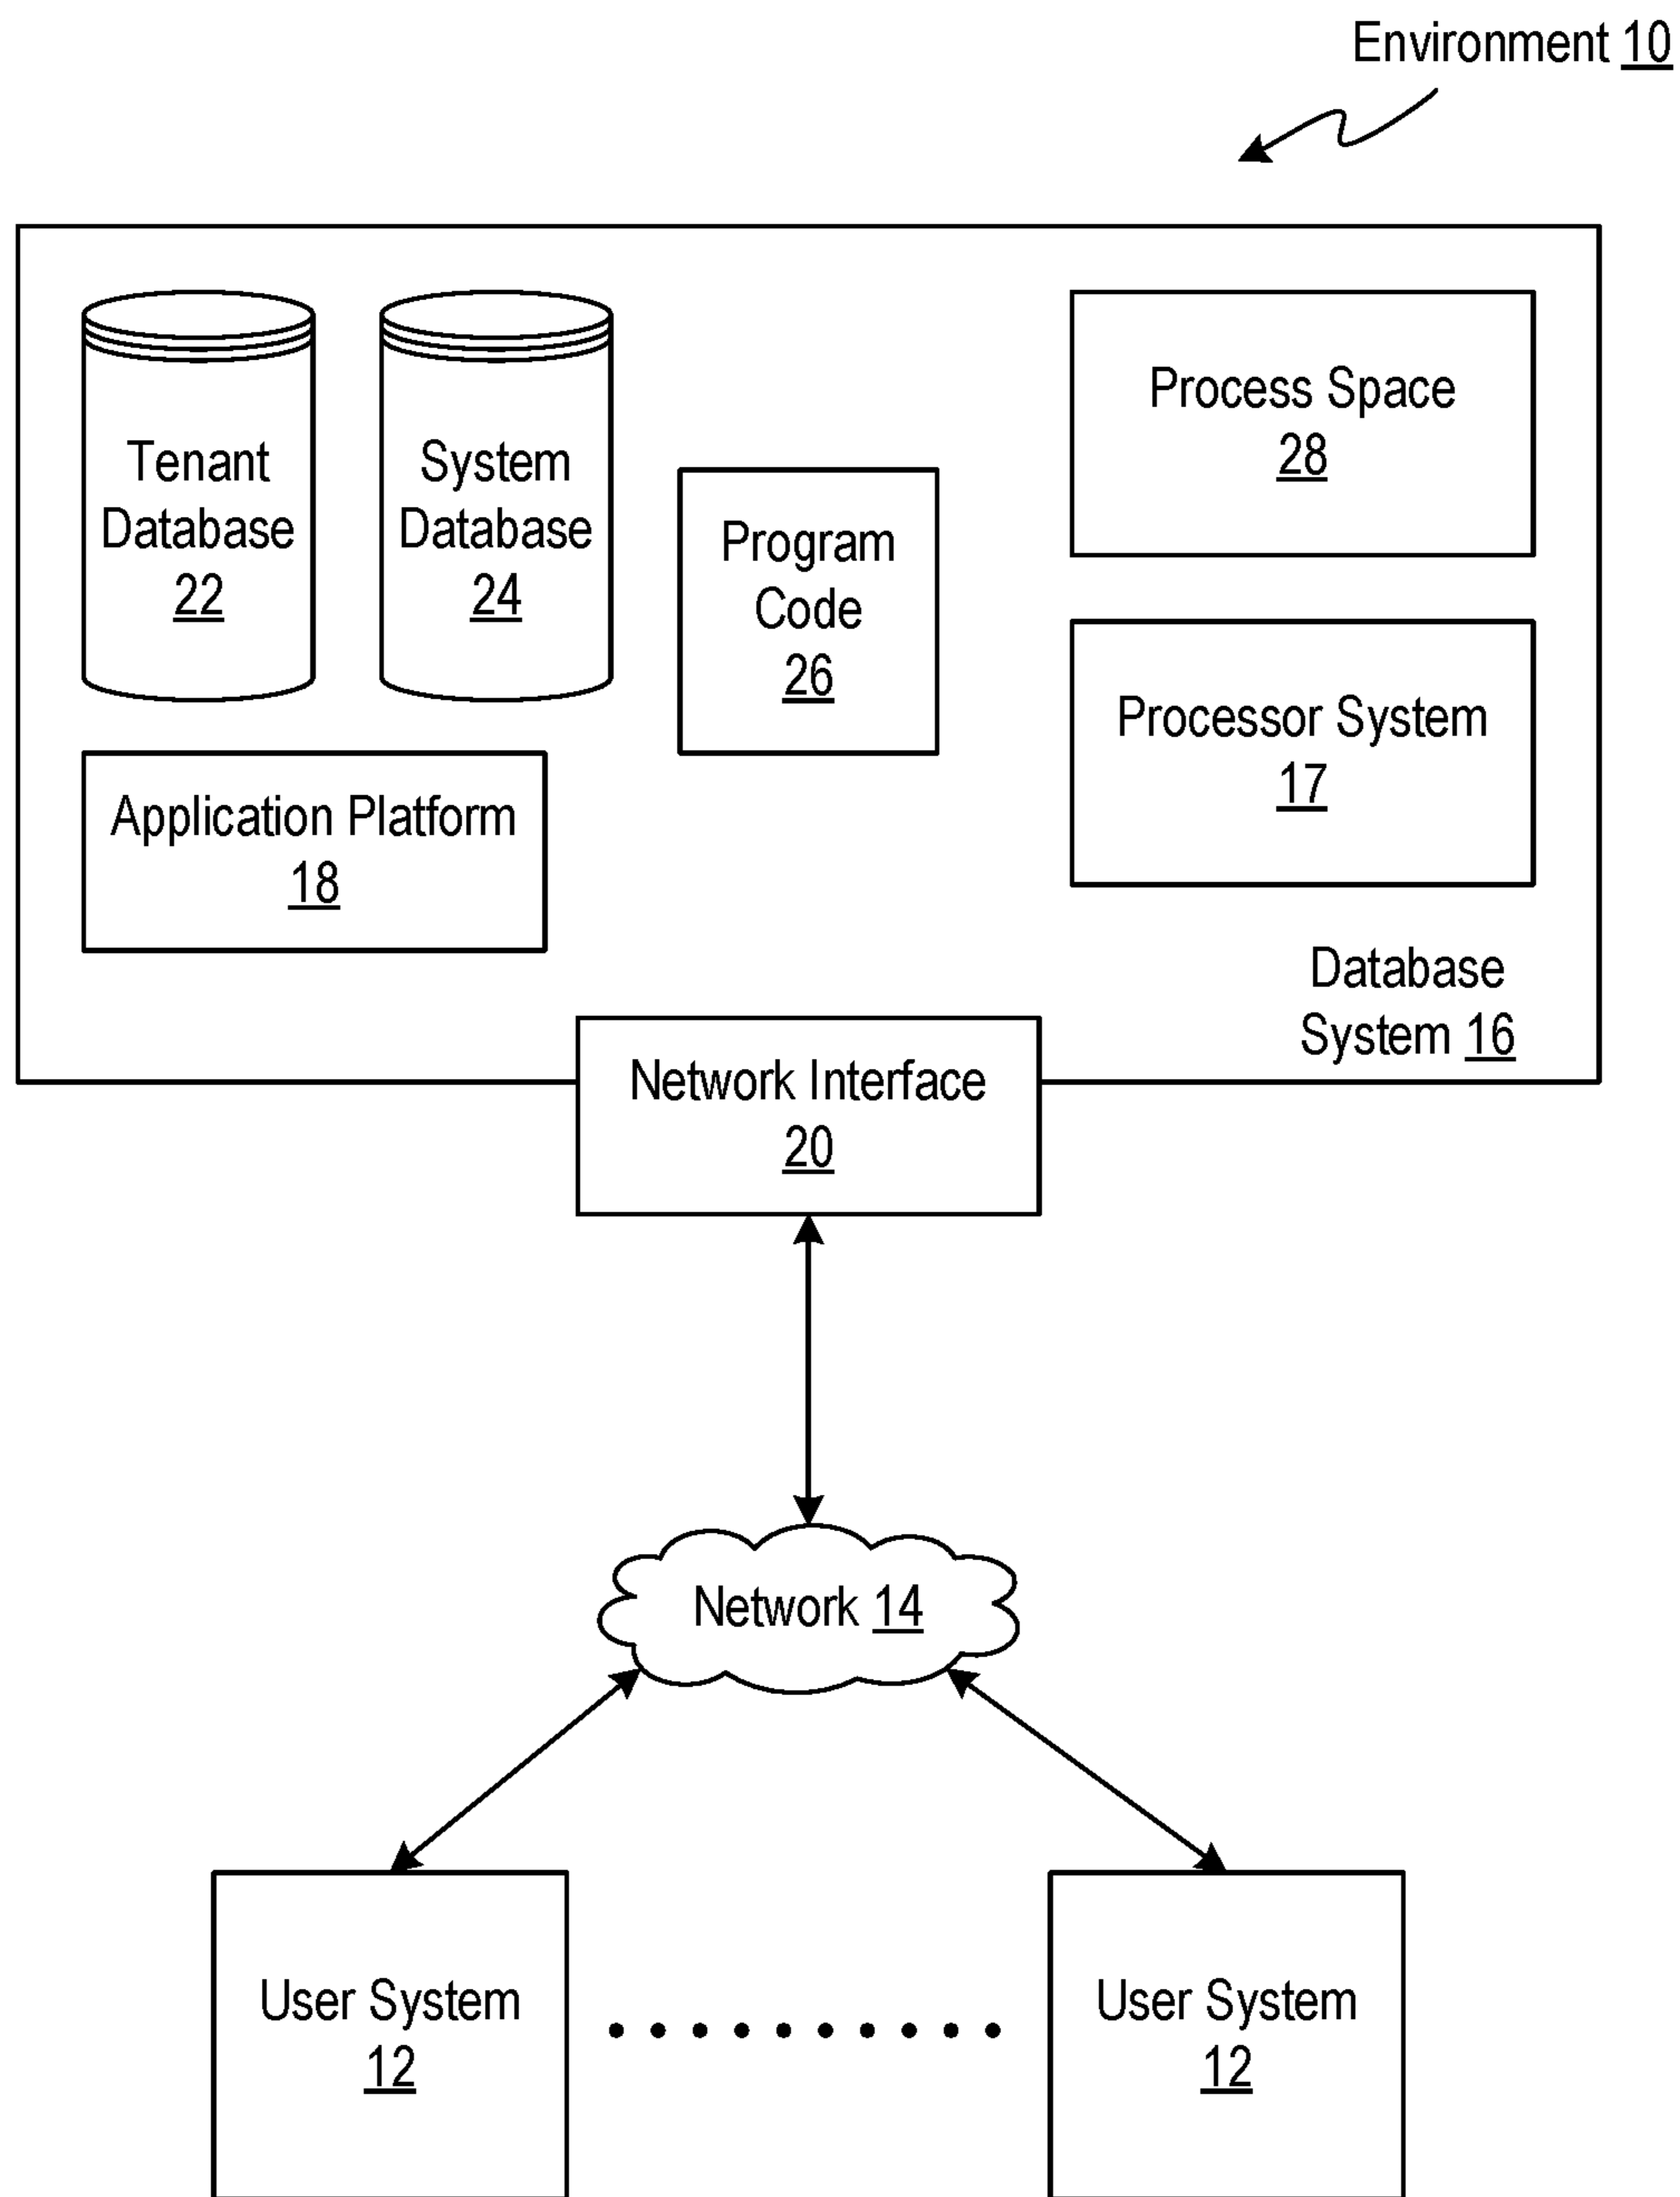 Environment 10
Tenant
Database
22
System
Database
24
Program
Code
26
Process Space
28
Processor System
17
Application Platform
18
Database
System 16
Network Interface
20
Network 14
User System
12
User System
12